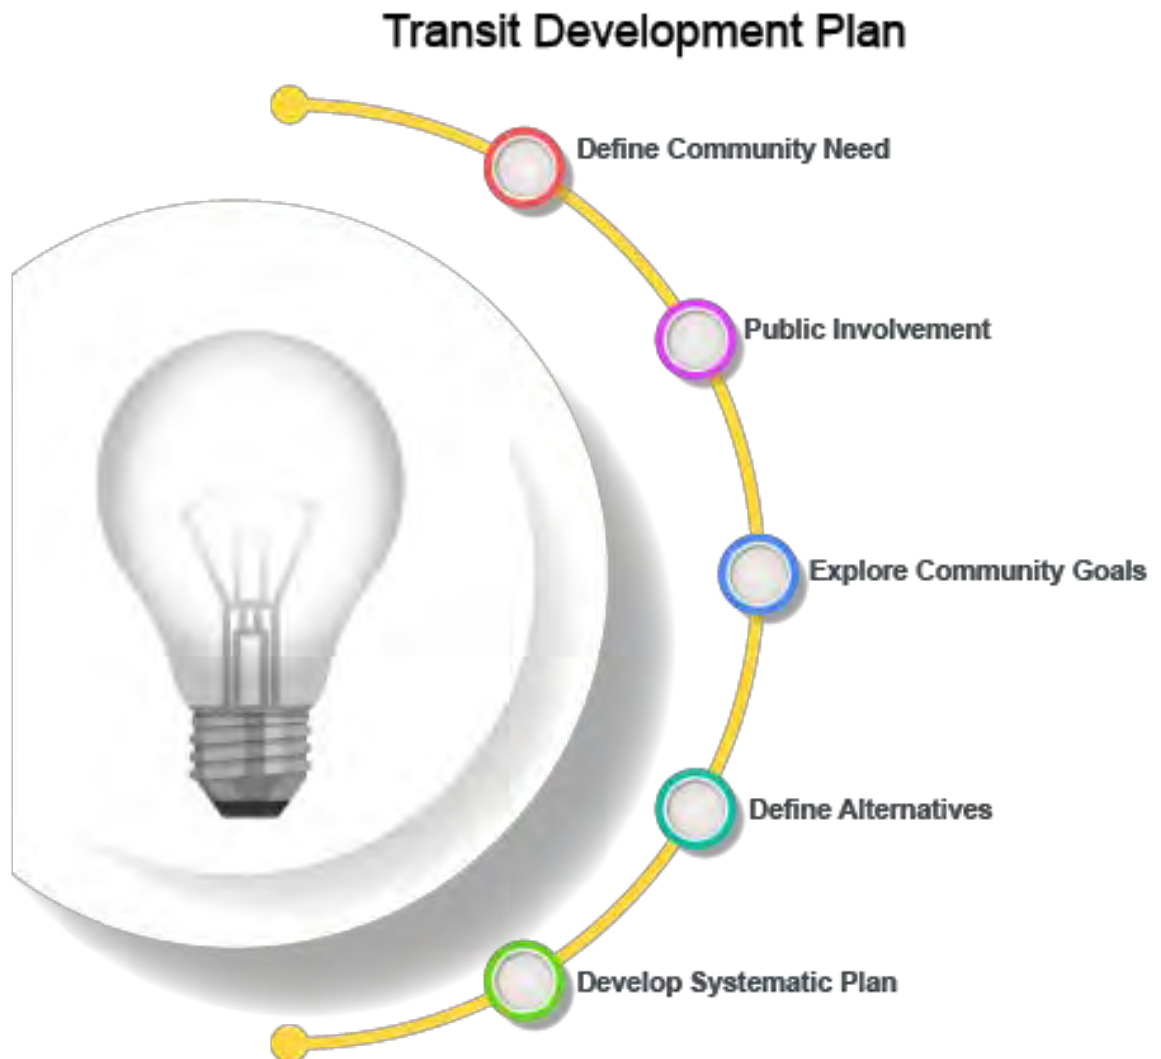 Transit Development Plan
Define Community Need
Public Involvement
Explore Community Goals
Define Alternatives
Develop Systematic Plan